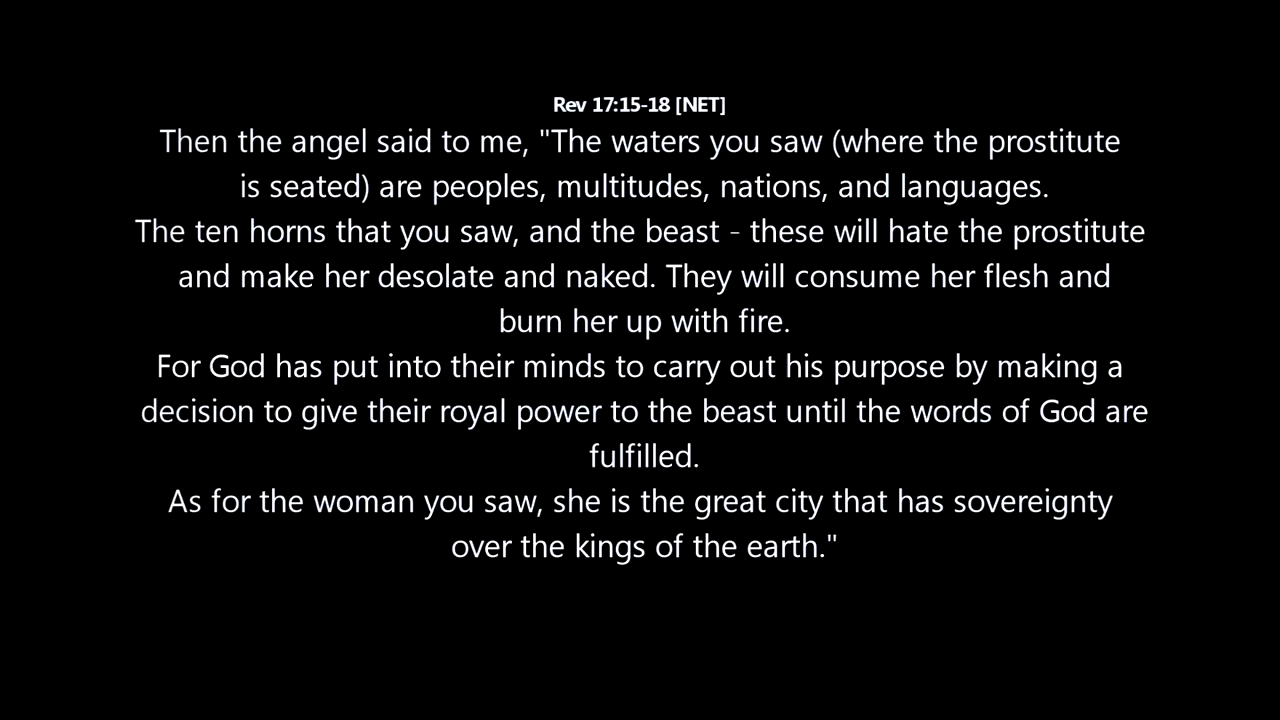 Rev 17:15-18 [NET]
Then the angel said to me, "The waters you saw (where the prostitute
is seated) are peoples, multitudes, nations, and languages.
The ten horns that you saw, and the beast - these will hate the prostitute
and make her desolate and naked. They will consume her flesh and
burn her up with fire.
For God has put into their minds to carry out his purpose by making a
decision to give their royal power to the beast until the words of God are
fulfilled.
As for the woman you saw, she is the great city that has sovereignty
over the kings of the earth."